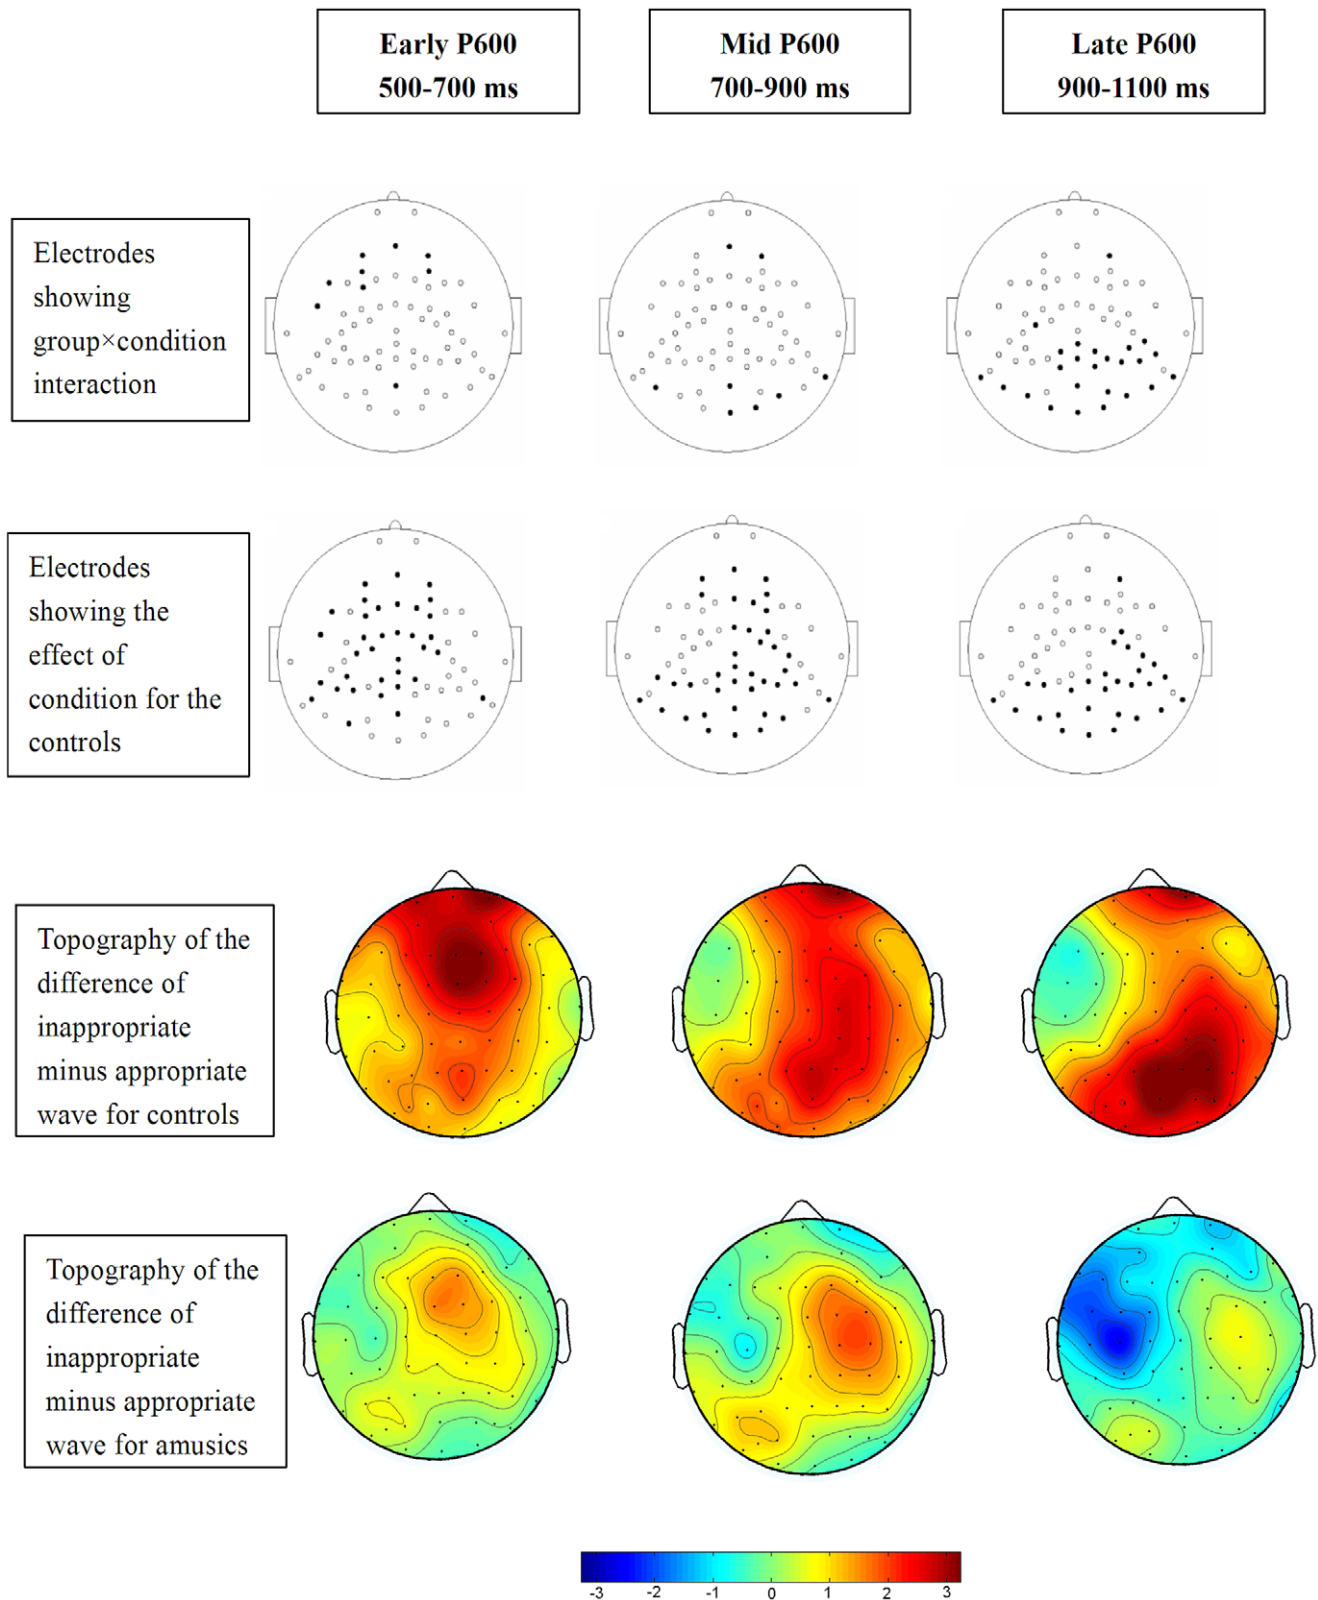 Early P600
500-700 ms
Mid P600
700-900 ms
Late P600
900-1100 ms
Electrodes
showing
group×condition
interaction
Electrodes
showing the
effect of
condition for the
controls
Topography of the
difference of
inappropriate
minus appropriate
wave for controls
Topography of the
difference of
inappropriate
minus appropriate
wave for amusics
-3 -2 -1 0 1 2 3